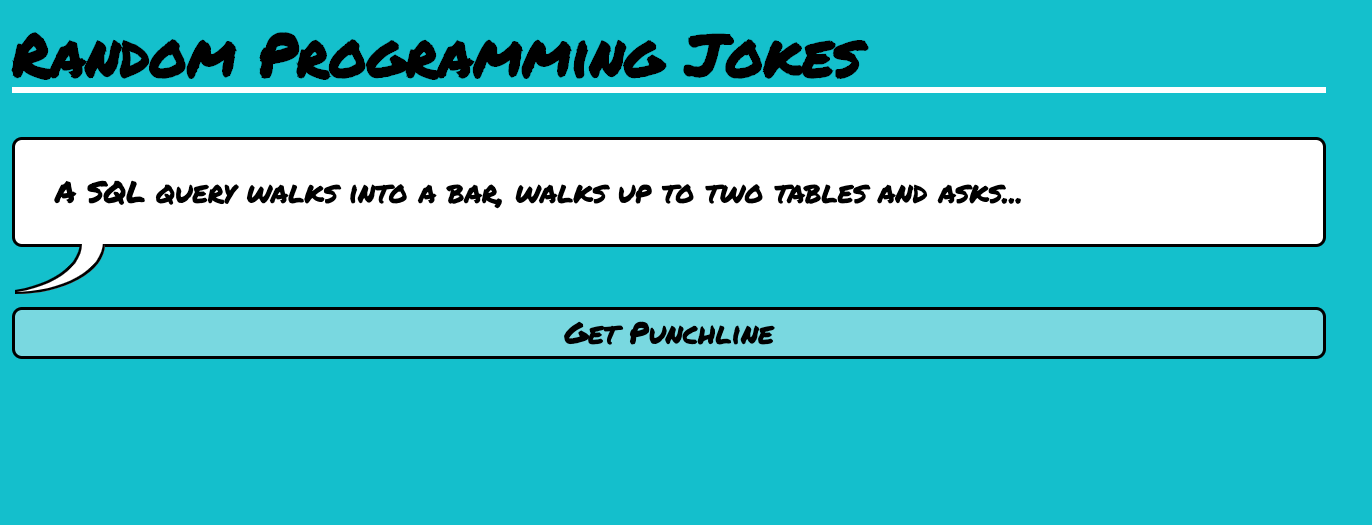 Random Programming Jokes
A SQL query walks into a bar, walks up to two tables and asks...
Get Punchline